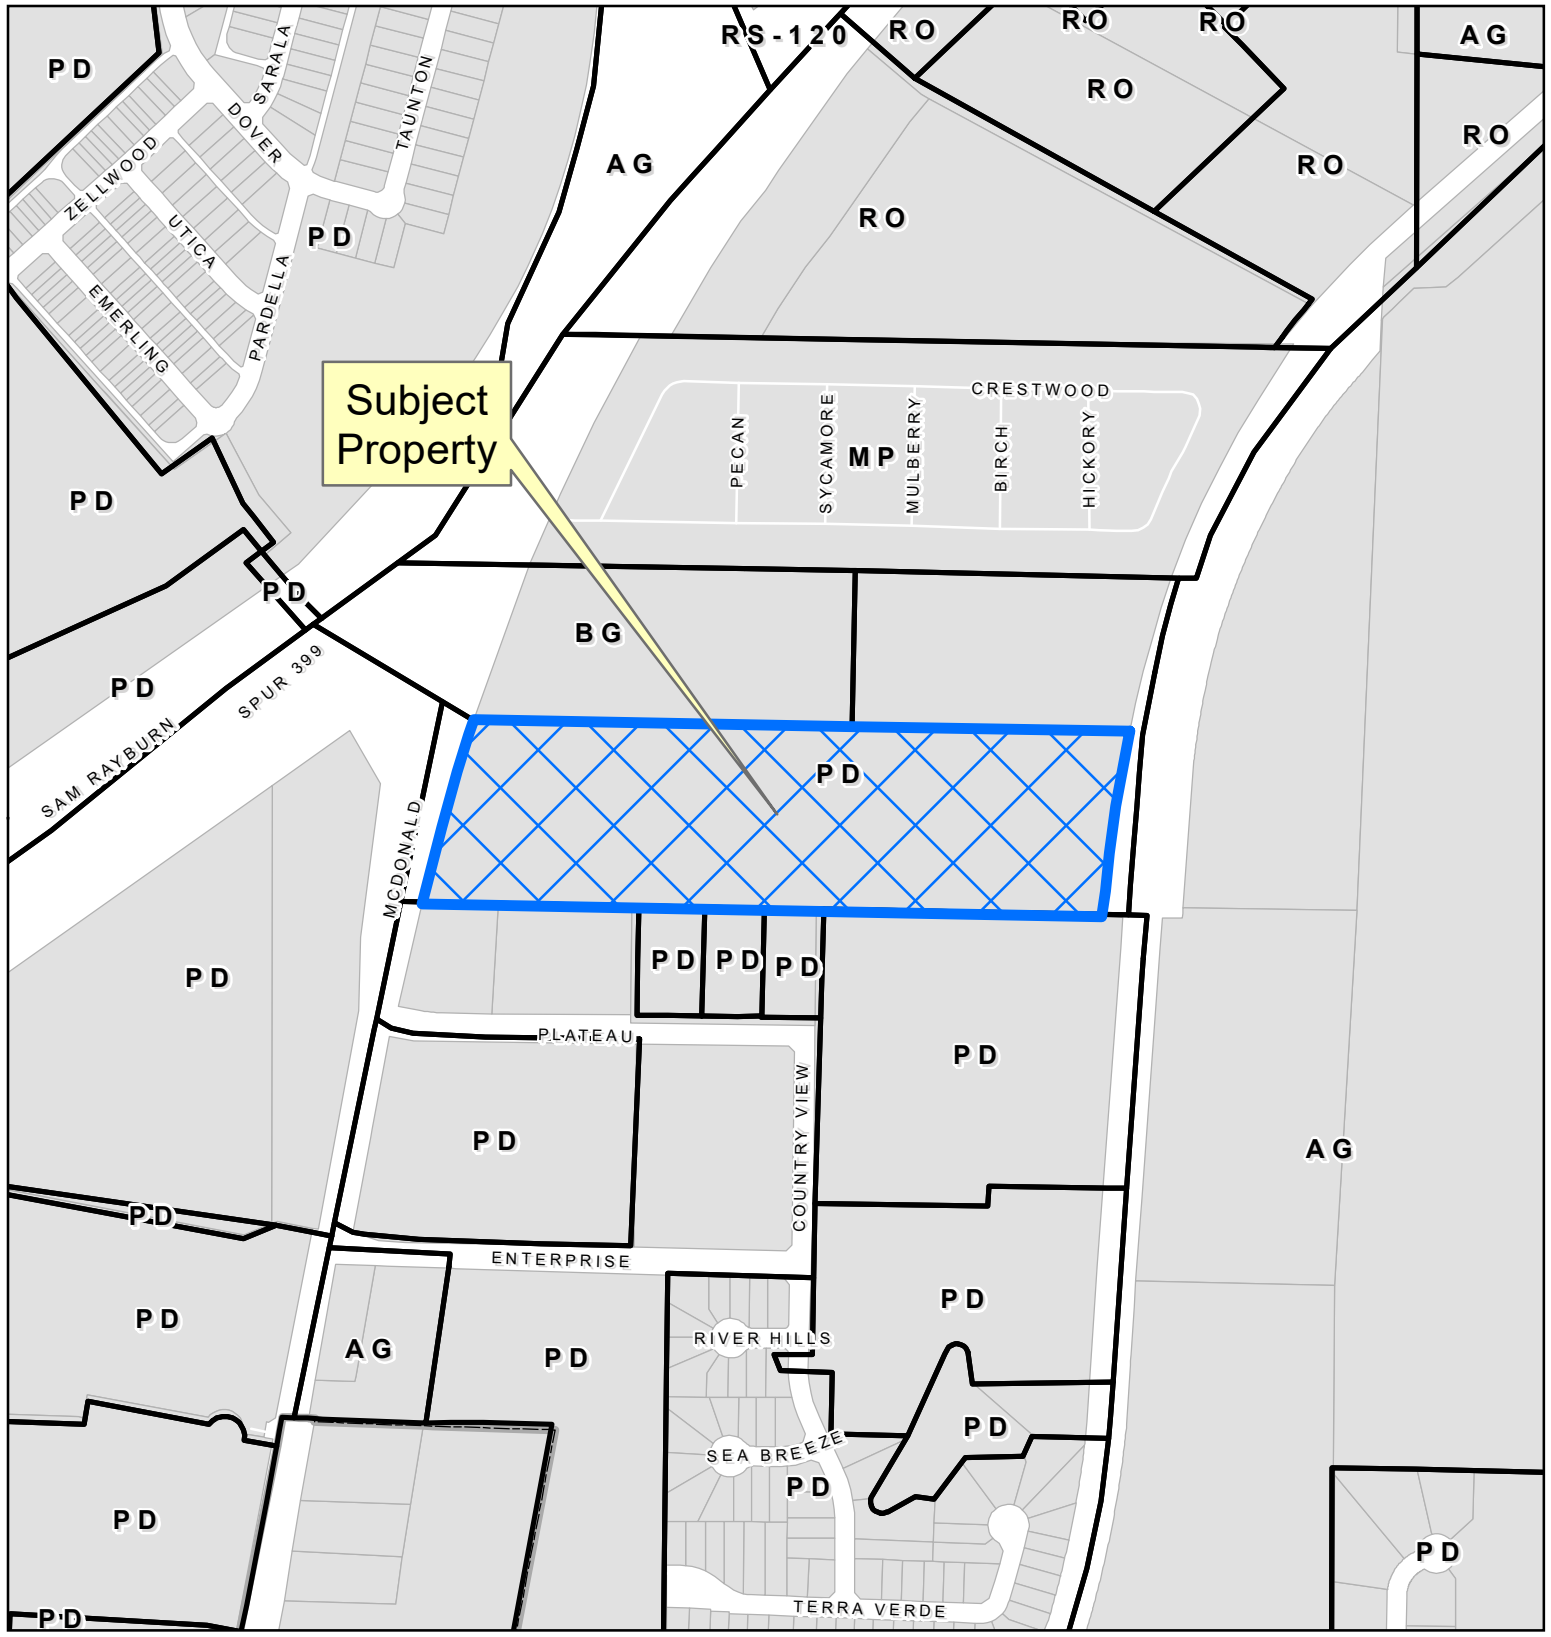 RS-120
RO
RO
RO
AG
PD
SARALA
TAUNTON
RO
DOVER
RO
AG
RO
ZELLWOOD
RO
UTICA
PD
EMERLING
PARDELLA
Subject
Property
CRESTWOOD
PECAN
SYCAMORE
MP
MULBERRY
BIRCH
HICKORY
PD
PD
BG
SPUR 399
PD
SAM RAYBURN
PD
MCDONALD
PD
PD
PD
PD
PLATEAU
PD
COUNTRY VIEW
PD
AG
PD
ENTERPRISE
PD
PD
RIVER HILLS
AG
PD
PD
SEA BREEZE
PD
PD
PD
TERRA VERDE
PD